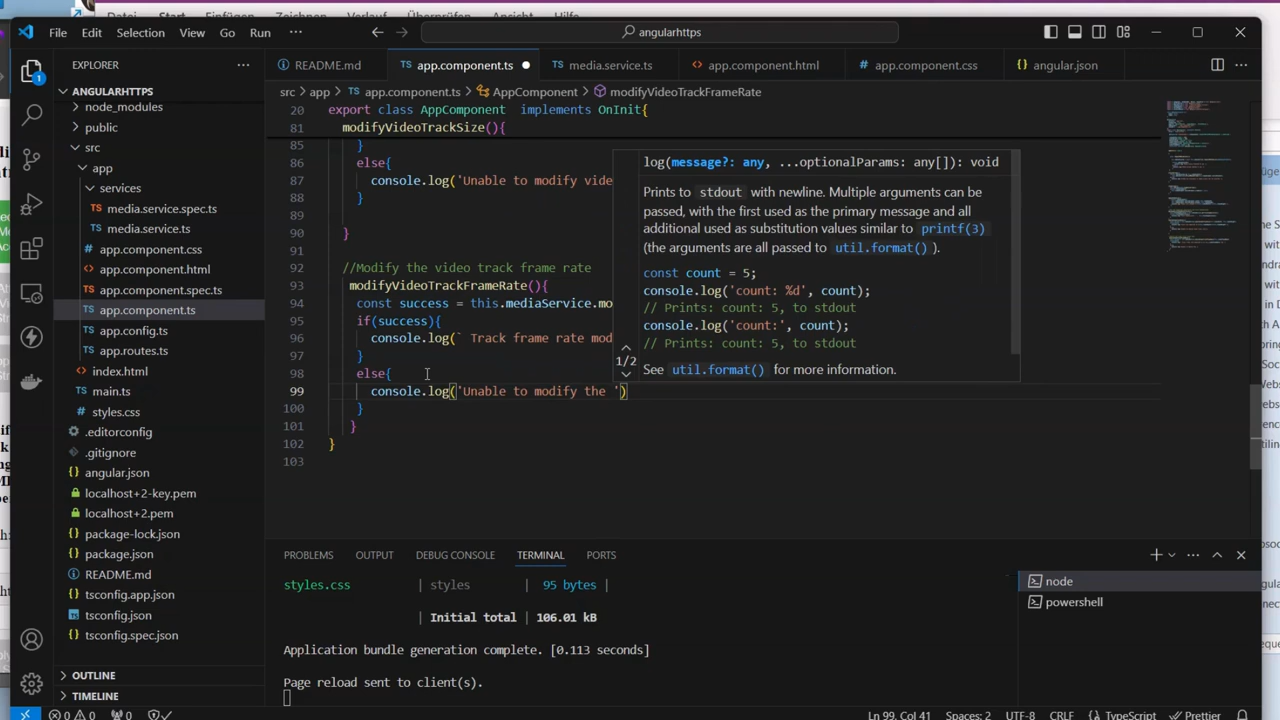 Datei Start Einfügen Zeichnen Verlauf Überprüfen Ansicht Hilfe
File Edit Selection View Go Run ··· angularhttps
EXPLORER ···
README.md app.component.ts media.service.ts app.component.html app.component.css angular.json ···
ANGULARHTTPS
src > app > app.component.ts > AppComponent > modifyVideoTrackFrameRate
node_modules
public
src
app
services
media.service.spec.ts
media.service.ts
app.component.css
app.component.html
app.component.spec.ts
app.component.ts
app.config.ts
app.routes.ts
index.html
main.ts
styles.css
.editorconfig
.gitignore
angular.json
localhost+2-key.pem
localhost+2.pem
package-lock.json
package.json
README.md
tsconfig.app.json
tsconfig.json
tsconfig.spec.json
OUTLINE
TIMELINE
20 export class AppComponent implements OnInit{
81 modifyVideoTrackSize(){
85 }
86 else{
87 console.log('Unable to modify vide
88 }
89
90 }
91
92 //Modify the video track frame rate
93 modifyVideoTrackFrameRate(){
94 const success = this.mediaService.mo
95 if(success){
96 console.log(` Track frame rate mod
97 }
98 else{
99 console.log('Unable to modify the ')
100 }
101 }
102 }
103
log(message?: any, ...optionalParams: any[]): void
Prints to stdout with newline. Multiple arguments can be
passed, with the first used as the primary message and all
additional used as substitution values similar to printf(3)
(the arguments are all passed to util.format() ).
const count = 5;
console.log('count: %d', count);
// Prints: count: 5, to stdout
console.log('count:', count);
// Prints: count: 5, to stdout
1/2
See util.format() for more information.
PROBLEMS OUTPUT DEBUG CONSOLE TERMINAL PORTS
styles.css | styles | 95 bytes |
| Initial total | 106.01 kB
Application bundle generation complete. [0.113 seconds]
Page reload sent to client(s).
node
powershell
0 0 0 Ln 99, Col 41 Spaces: 2 UTF-8 CRLF {} TypeScript Prettier